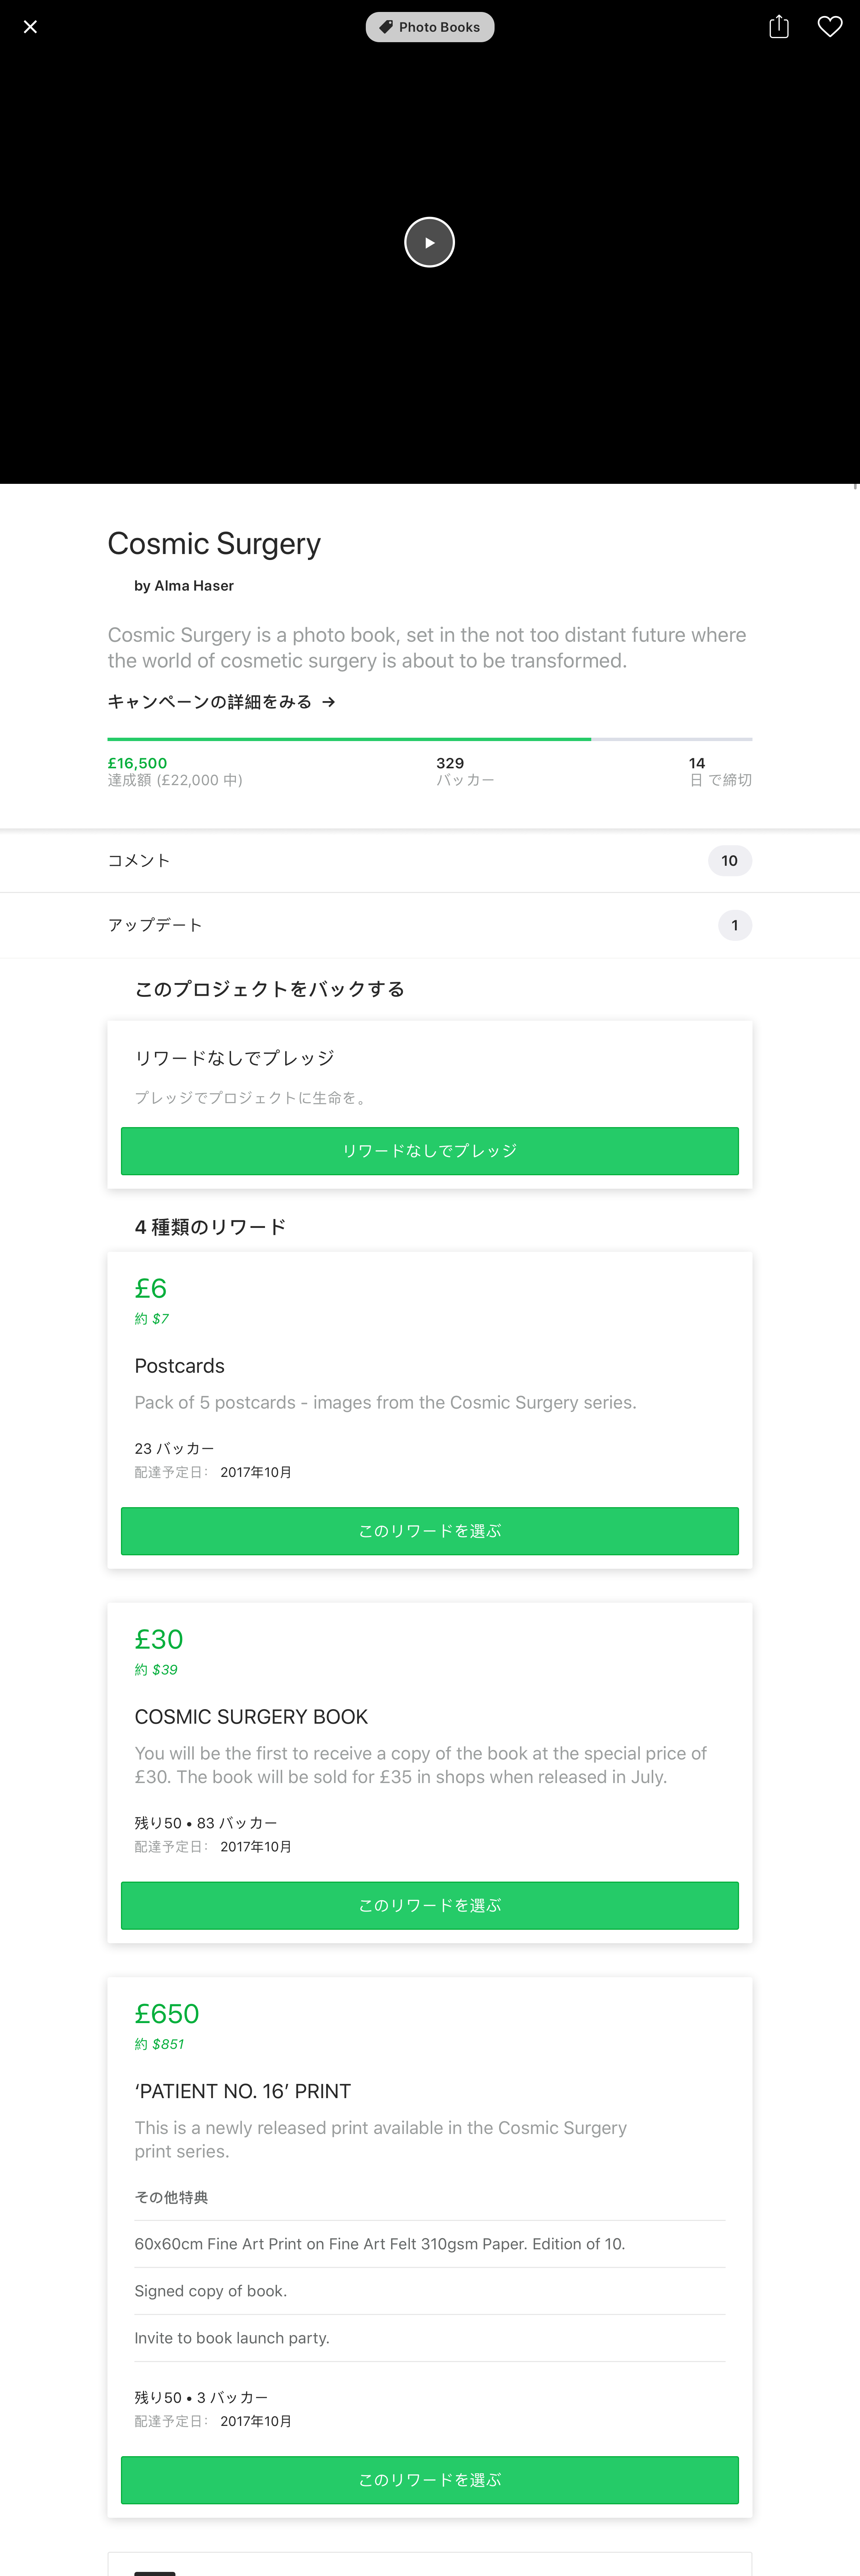 Photo Books
Cosmic Surgery
by Alma Haser
Cosmic Surgery is a photo book, set in the not too distant future where
the world of cosmetic surgery is about to be transformed.
キャンペーンの詳細をみる →
£16,500
達成額 (£22,000 中)
329
バッカー
14
日 で締切
コメント
10
アップデート
1
このプロジェクトをバックする
リワードなしでプレッジ
プレッジでプロジェクトに生命を。
リワードなしでプレッジ
4 種類のリワード
£6
約 $7
Postcards
Pack of 5 postcards - images from the Cosmic Surgery series.
23 バッカー
配達予定日： 2017年10月
このリワードを選ぶ
£30
約 $39
COSMIC SURGERY BOOK
You will be the first to receive a copy of the book at the special price of
£30. The book will be sold for £35 in shops when released in July.
残り50 • 83 バッカー
配達予定日： 2017年10月
このリワードを選ぶ
£650
約 $851
‘PATIENT NO. 16’ PRINT
This is a newly released print available in the Cosmic Surgery
print series.
その他特典
60x60cm Fine Art Print on Fine Art Felt 310gsm Paper. Edition of 10.
Signed copy of book.
Invite to book launch party.
残り50 • 3 バッカー
配達予定日： 2017年10月
このリワードを選ぶ